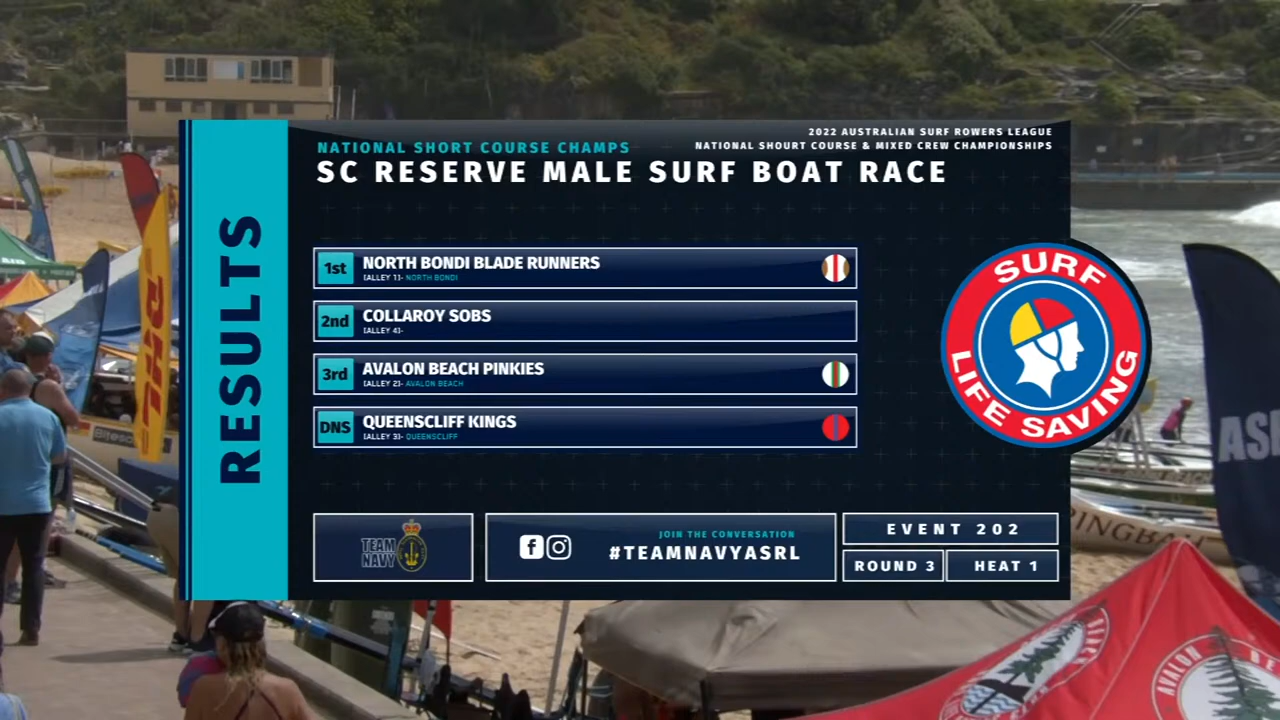 2022 AUSTRALIAN SURF ROWERS LEAGUE
NATIONAL SHOURT COURSE & MIXED CREW CHAMPIONSHIPS
NATIONAL SHORT COURSE CHAMPS
SC RESERVE MALE SURF BOAT RACE
RESULTS
1st NORTH BONDI BLADE RUNNERS
[ALLEY 1]- NORTH BONDI
2nd COLLAROY SOBS
[ALLEY 4]-
3rd AVALON BEACH PINKIES
[ALLEY 2]- AVALON BEACH
DNS QUEENSCLIFF KINGS
[ALLEY 3]- QUEENSCLIFF
SURF
LIFE SAVING
TEAM
NAVY
JOIN THE CONVERSATION
#TEAMNAVYASRL
EVENT 202
ROUND 3
HEAT 1
DHL
AVALON